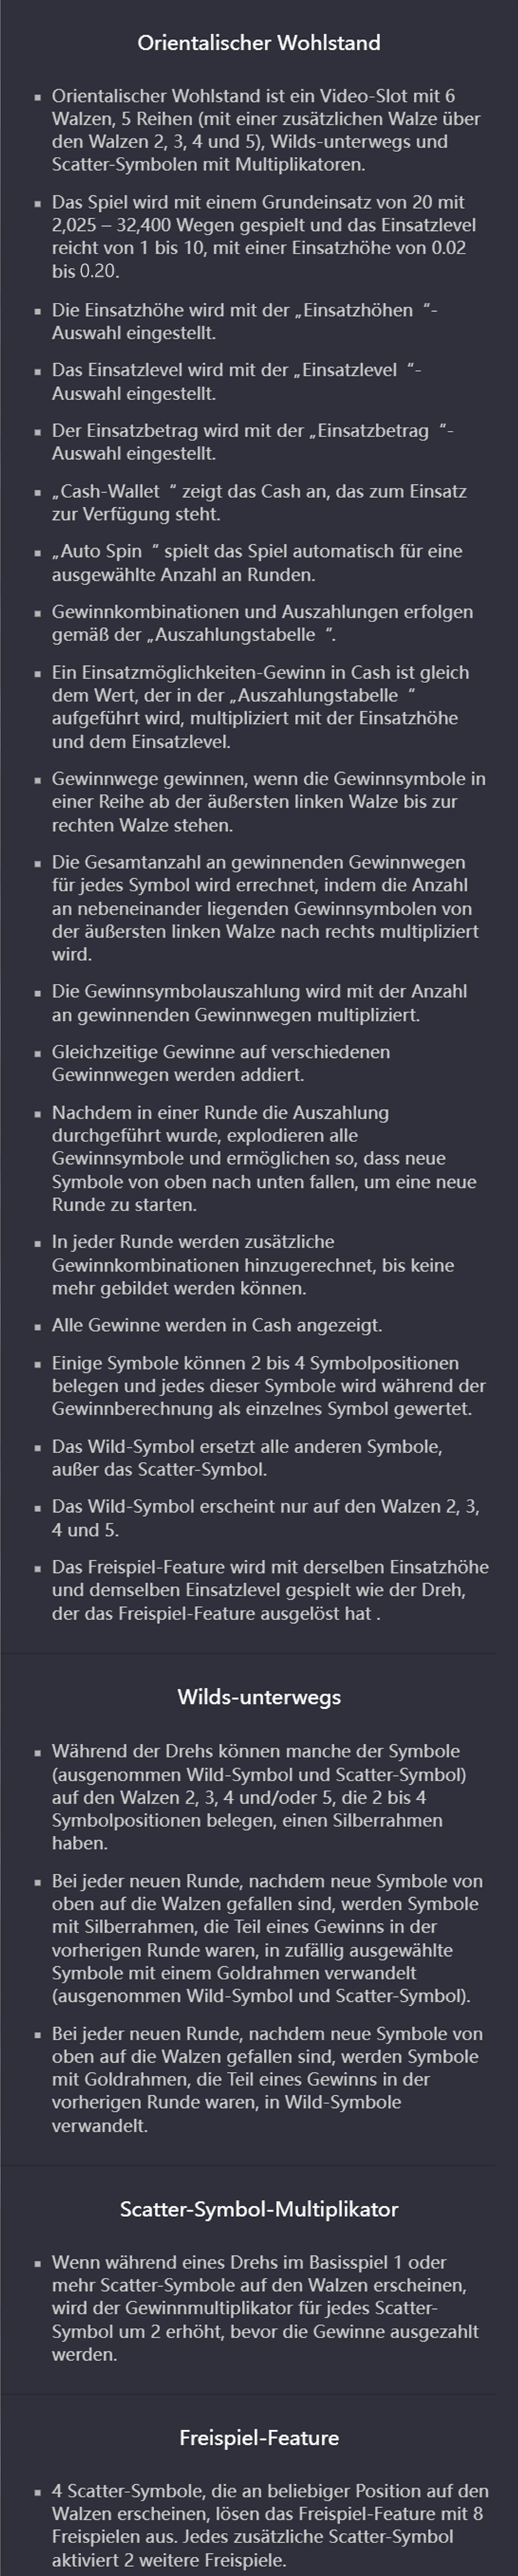 Orientalischer Wohlstand
▪ Orientalischer Wohlstand ist ein Video-Slot mit 6
Walzen, 5 Reihen (mit einer zusätzlichen Walze über
den Walzen 2, 3, 4 und 5), Wilds-unterwegs und
Scatter-Symbolen mit Multiplikatoren.
▪ Das Spiel wird mit einem Grundeinsatz von 20 mit
2,025 – 32,400 Wegen gespielt und das Einsatzlevel
reicht von 1 bis 10, mit einer Einsatzhöhe von 0.02
bis 0.20.
▪ Die Einsatzhöhe wird mit der „Einsatzhöhen “-
Auswahl eingestellt.
▪ Das Einsatzlevel wird mit der „Einsatzlevel “-
Auswahl eingestellt.
▪ Der Einsatzbetrag wird mit der „Einsatzbetrag “-
Auswahl eingestellt.
▪ „Cash-Wallet “ zeigt das Cash an, das zum Einsatz
zur Verfügung steht.
▪ „Auto Spin “ spielt das Spiel automatisch für eine
ausgewählte Anzahl an Runden.
▪ Gewinnkombinationen und Auszahlungen erfolgen
gemäß der „Auszahlungstabelle “.
▪ Ein Einsatzmöglichkeiten-Gewinn in Cash ist gleich
dem Wert, der in der „Auszahlungstabelle “
aufgeführt wird, multipliziert mit der Einsatzhöhe
und dem Einsatzlevel.
▪ Gewinnwege gewinnen, wenn die Gewinnsymbole in
einer Reihe ab der äußersten linken Walze bis zur
rechten Walze stehen.
▪ Die Gesamtanzahl an gewinnenden Gewinnwegen
für jedes Symbol wird errechnet, indem die Anzahl
an nebeneinander liegenden Gewinnsymbolen von
der äußersten linken Walze nach rechts multipliziert
wird.
▪ Die Gewinnsymbolauszahlung wird mit der Anzahl
an gewinnenden Gewinnwegen multipliziert.
▪ Gleichzeitige Gewinne auf verschiedenen
Gewinnwegen werden addiert.
▪ Nachdem in einer Runde die Auszahlung
durchgeführt wurde, explodieren alle
Gewinnsymbole und ermöglichen so, dass neue
Symbole von oben nach unten fallen, um eine neue
Runde zu starten.
▪ In jeder Runde werden zusätzliche
Gewinnkombinationen hinzugerechnet, bis keine
mehr gebildet werden können.
▪ Alle Gewinne werden in Cash angezeigt.
▪ Einige Symbole können 2 bis 4 Symbolpositionen
belegen und jedes dieser Symbole wird während der
Gewinnberechnung als einzelnes Symbol gewertet.
▪ Das Wild-Symbol ersetzt alle anderen Symbole,
außer das Scatter-Symbol.
▪ Das Wild-Symbol erscheint nur auf den Walzen 2, 3,
4 und 5.
▪ Das Freispiel-Feature wird mit derselben Einsatzhöhe
und demselben Einsatzlevel gespielt wie der Dreh,
der das Freispiel-Feature ausgelöst hat .
Wilds-unterwegs
▪ Während der Drehs können manche der Symbole
(ausgenommen Wild-Symbol und Scatter-Symbol)
auf den Walzen 2, 3, 4 und/oder 5, die 2 bis 4
Symbolpositionen belegen, einen Silberrahmen
haben.
▪ Bei jeder neuen Runde, nachdem neue Symbole von
oben auf die Walzen gefallen sind, werden Symbole
mit Silberrahmen, die Teil eines Gewinns in der
vorherigen Runde waren, in zufällig ausgewählte
Symbole mit einem Goldrahmen verwandelt
(ausgenommen Wild-Symbol und Scatter-Symbol).
▪ Bei jeder neuen Runde, nachdem neue Symbole von
oben auf die Walzen gefallen sind, werden Symbole
mit Goldrahmen, die Teil eines Gewinns in der
vorherigen Runde waren, in Wild-Symbole
verwandelt.
Scatter-Symbol-Multiplikator
▪ Wenn während eines Drehs im Basisspiel 1 oder
mehr Scatter-Symbole auf den Walzen erscheinen,
wird der Gewinnmultiplikator für jedes Scatter-
Symbol um 2 erhöht, bevor die Gewinne ausgezahlt
werden.
Freispiel-Feature
▪ 4 Scatter-Symbole, die an beliebiger Position auf den
Walzen erscheinen, lösen das Freispiel-Feature mit 8
Freispielen aus. Jedes zusätzliche Scatter-Symbol
aktiviert 2 weitere Freispiele.